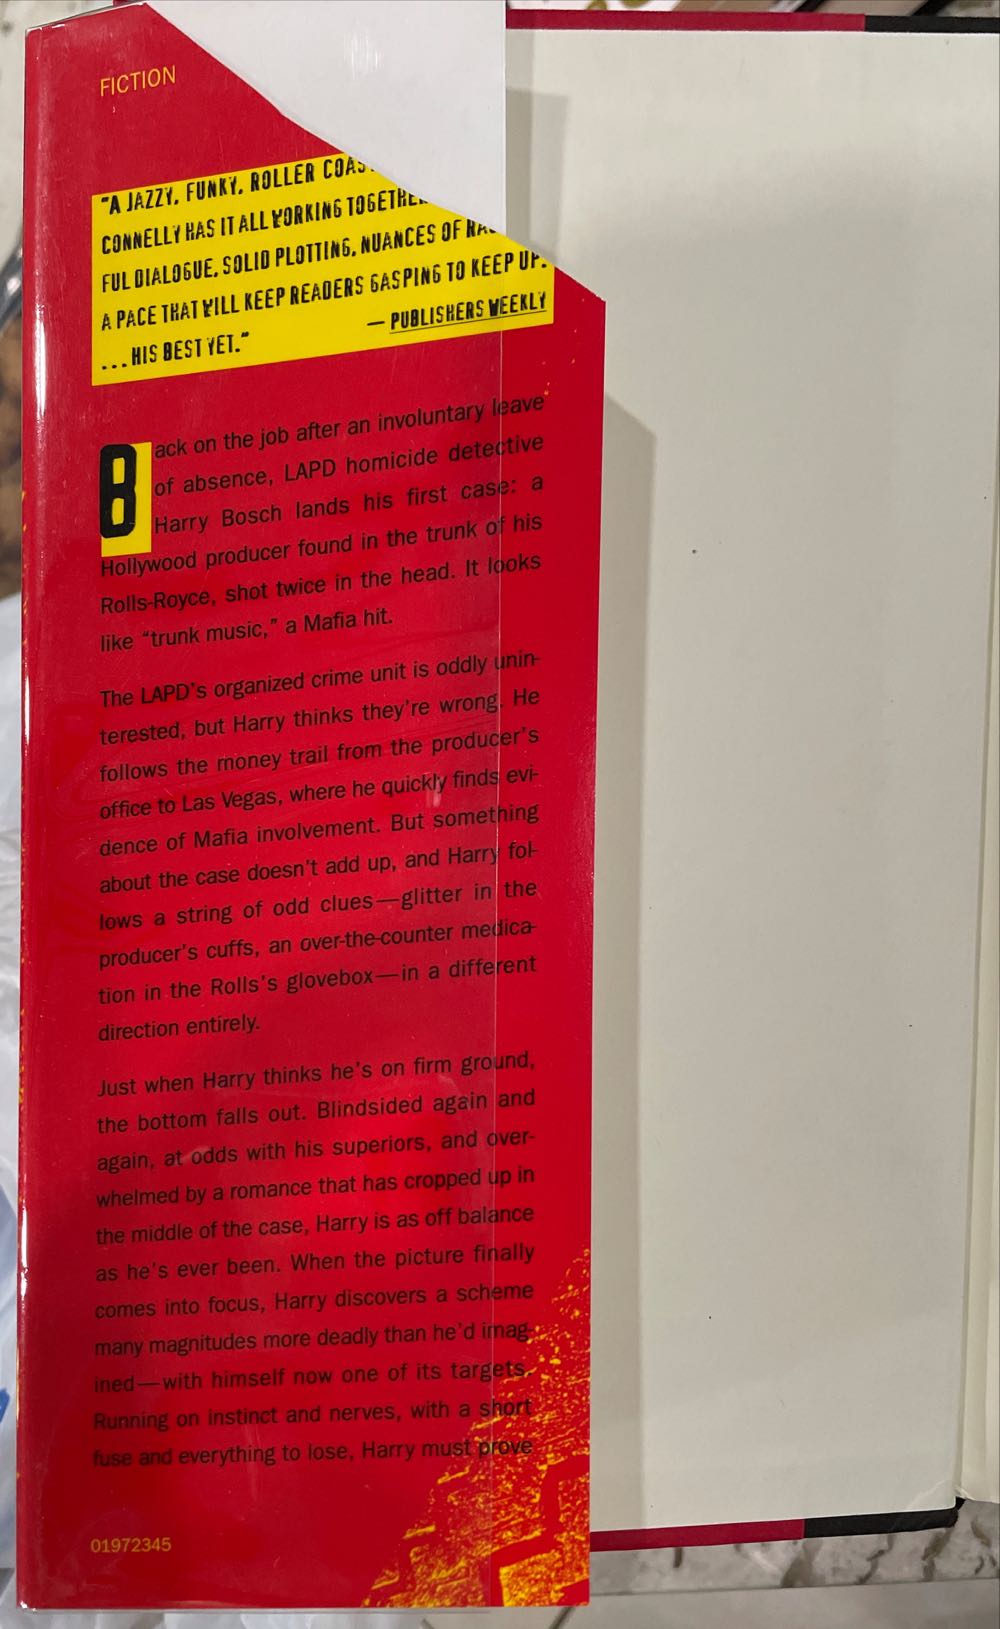 FICTION
"A JAZZY, FUNKY, ROLLER
CONNELLY HAS IT ALL WORKING
FUL DIALOGUE, SOLID PLOTTING, NUANCES OF
A PACE THAT WILL KEEP READERS GASPING TO KEEP UP.
... HIS BEST YET." — PUBLISHERS WEEKLY
Back on the job after an involuntary leave
of absence, LAPD homicide detective
Harry Bosch lands his first case: a
Hollywood producer found in the trunk of his
Rolls-Royce, shot twice in the head. It looks
like “trunk music,” a Mafia hit.
The LAPD's organized crime unit is oddly unin-
terested, but Harry thinks they're wrong. He
follows the money trail from the producer's
office to Las Vegas, where he quickly finds evi-
dence of Mafia involvement. But something
about the case doesn't add up, and Harry fol-
lows a string of odd clues—glitter in the
producer's cuffs, an over-the-counter medica-
tion in the Rolls's glovebox—in a different
direction entirely.
Just when Harry thinks he's on firm ground,
the bottom falls out. Blindsided again and
again, at odds with his superiors, and over-
whelmed by a romance that has cropped up in
the middle of the case, Harry is as off balance
as he's ever been. When the picture finally
comes into focus, Harry discovers a scheme
many magnitudes more deadly than he'd imag-
ined—with himself now one of its targets.
Running on instinct and nerves, with a short
fuse and everything to lose, Harry must prove
01972345